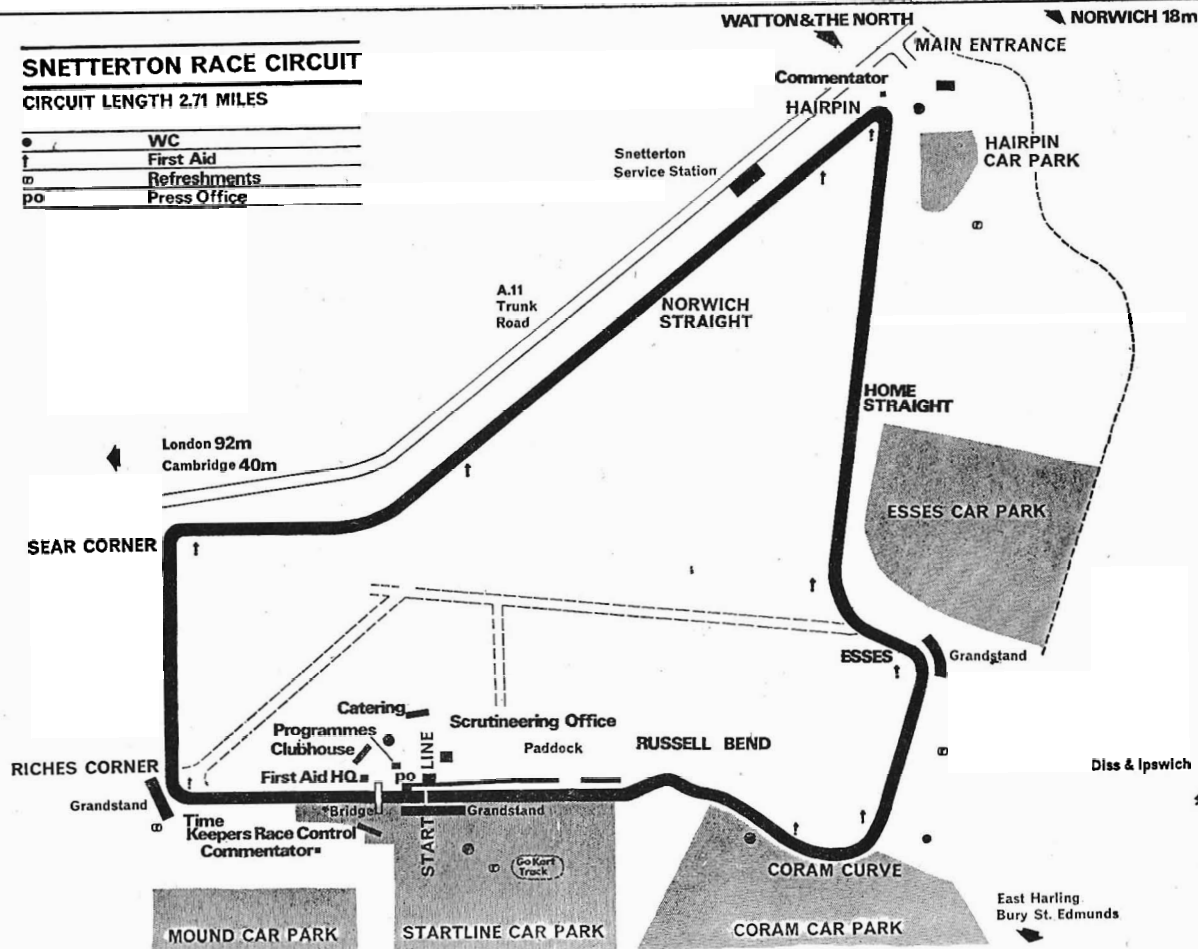 WATTON & THE NORTH
NORWICH 18m
SNETTERTON RACE CIRCUIT
MAIN ENTRANCE
Commentator
CIRCUIT LENGTH 2.71 MILES
HAIRPIN
WC
HAIRPIN
CAR PARK
First Aid
Snetterton
Service Station
Refreshments
po Press Office
A.11
Trunk
Road
NORWICH
STRAIGHT
HOME
STRAIGHT
London 92m
Cambridge 40m
ESSES CAR PARK
SEAR CORNER
ESSES
Grandstand
Catering
Scrutineering Office
Programmes
Clubhouse
Paddock
RUSSELL BEND
RICHES CORNER
First Aid HQ
po
START LINE
Diss & Ipswich
Grandstand
Bridge
Grandstand
Time
Keepers Race Control
Commentator
Go Kart
Track
CORAM CURVE
East Harling
Bury St. Edmunds
MOUND CAR PARK
STARTLINE CAR PARK
CORAM CAR PARK